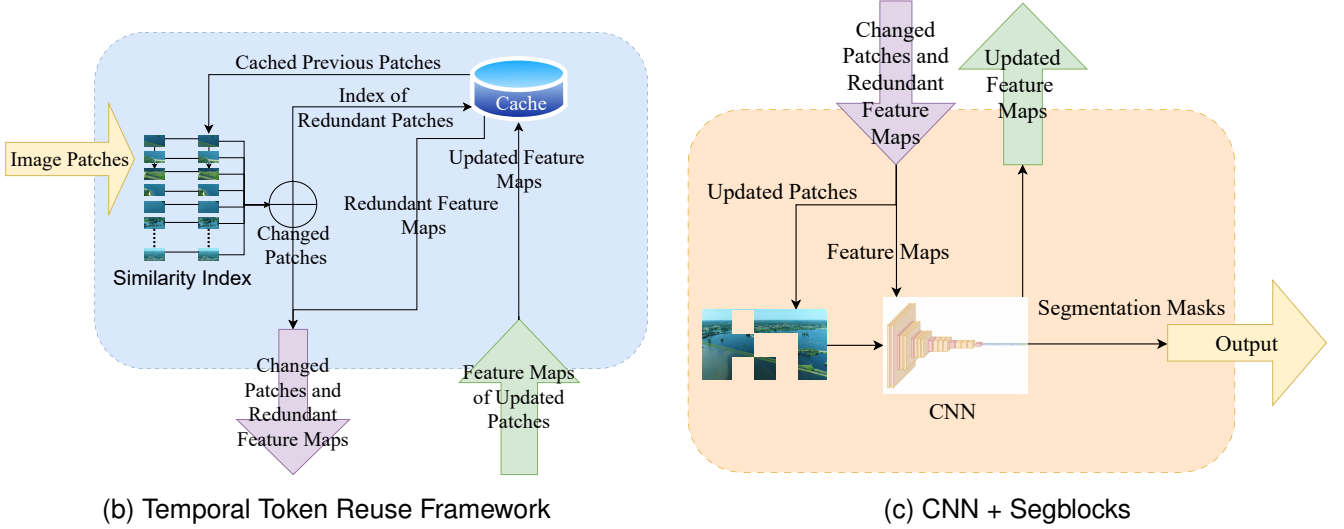 Cached Previous Patches
Index of
Redundant Patches
Cache
Image Patches
Updated Feature
Maps
Redundant Feature
Maps
Changed
Patches
Similarity Index
Changed
Patches and
Redundant
Feature Maps
Feature Maps
of Updated
Patches
(b) Temporal Token Reuse Framework
Changed
Patches and
Redundant
Feature
Maps
Updated
Feature
Maps
Updated Patches
Feature Maps
Segmentation Masks
Output
CNN
(c) CNN + Segblocks